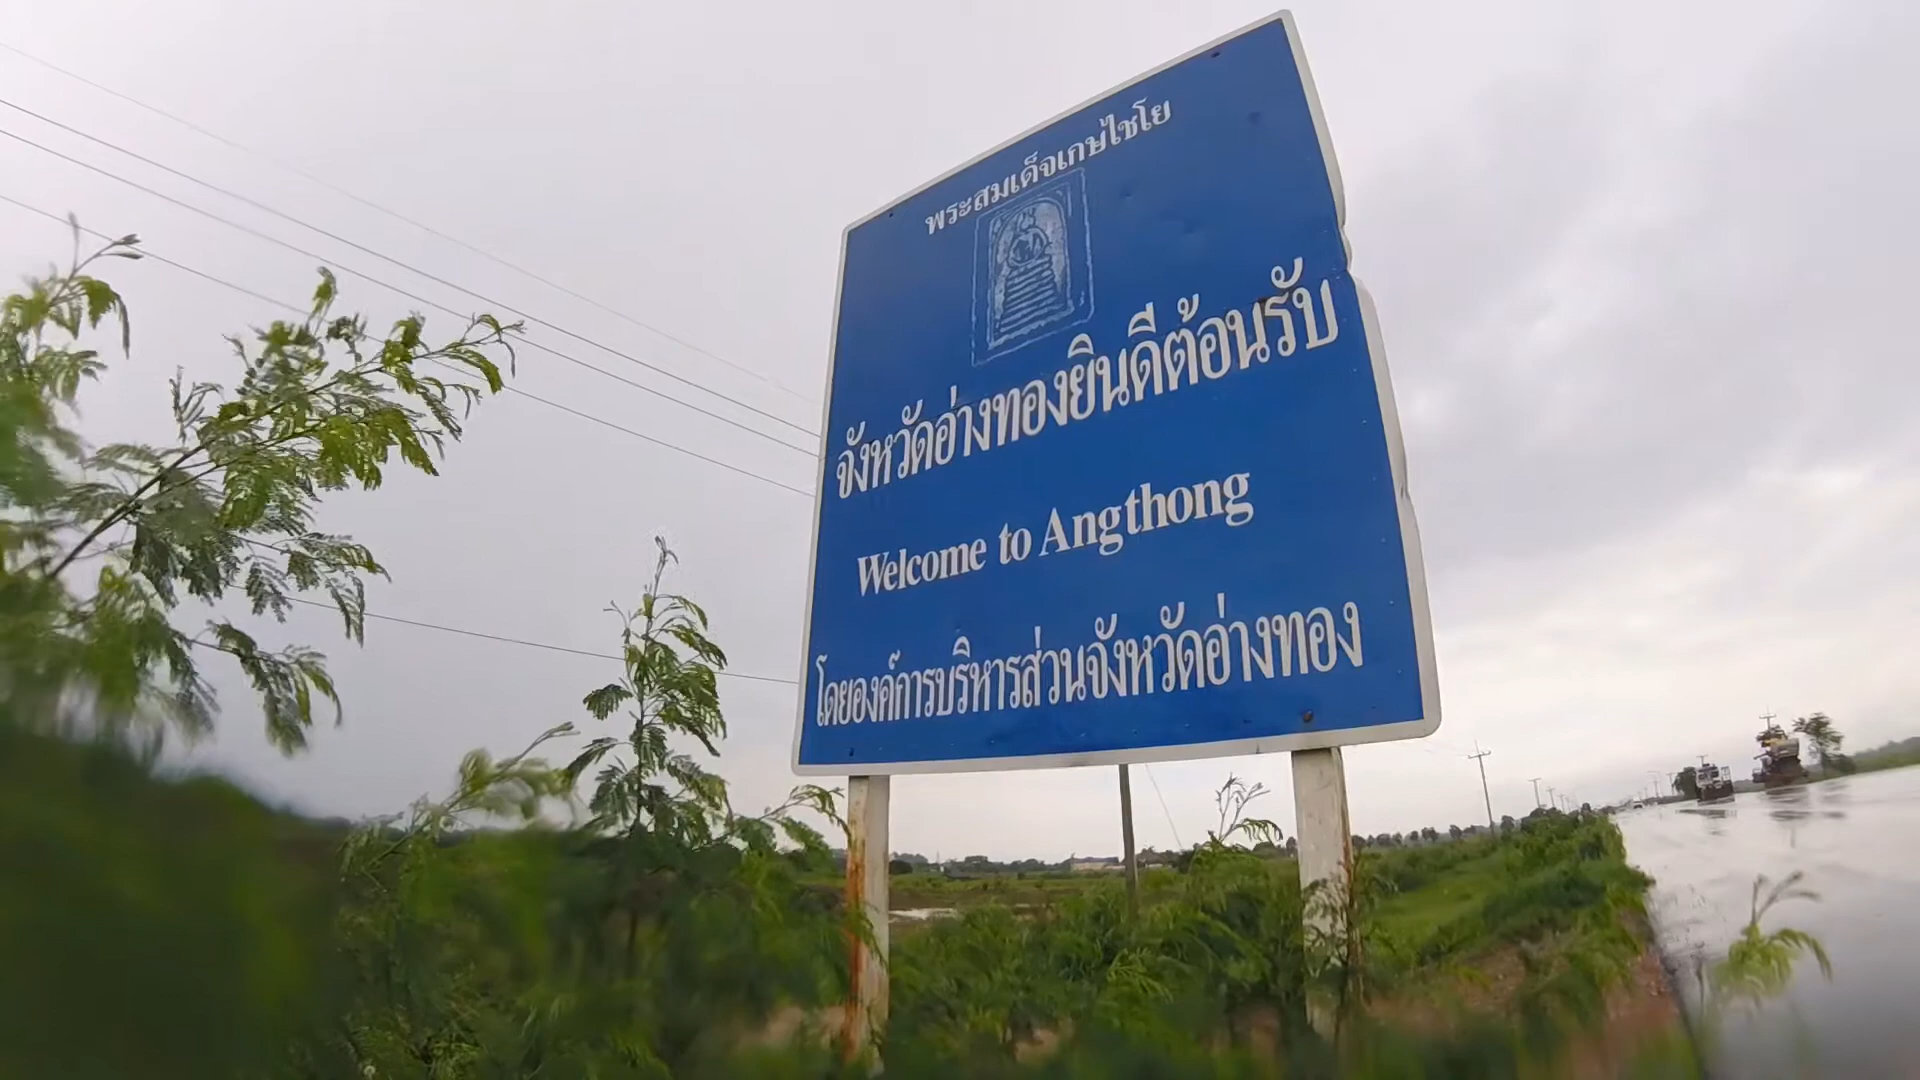 พระสมเด็จเกษไชโย
จังหวัดอ่างทองยินดีต้อนรับ
Welcome to Angthong
โดยองค์การบริหารส่วนจังหวัดอ่างทอง